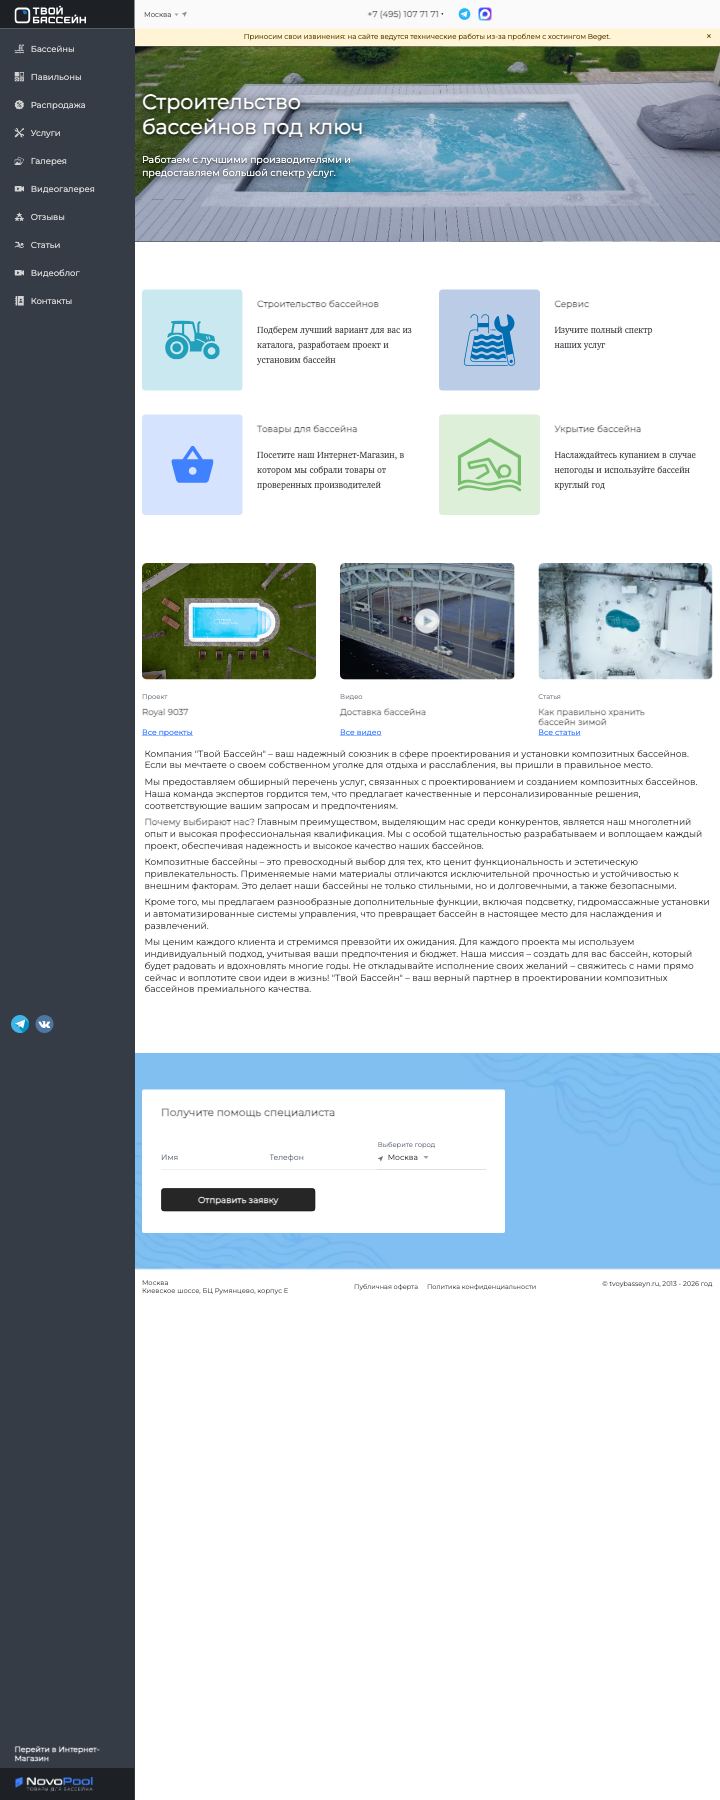 ТВОЙ
БАССЕЙН
Москва
+7 (495) 107 71 71
Приносим свои извинения: на сайте ведутся технические работы из-за проблем с хостингом Beget.
×
Бассейны
Павильоны
Распродажа
Услуги
Галерея
Видеогалерея
Отзывы
Статьи
Видеоблог
Контакты
Строительство
бассейнов под ключ
Работаем с лучшими производителями и
предоставляем большой спектр услуг.
Строительство бассейнов
Подберем лучший вариант для вас из
каталога, разработаем проект и
установим бассейн
Сервис
Изучите полный спектр
наших услуг
Товары для бассейна
Посетите наш Интернет-Магазин, в
котором мы собрали товары от
проверенных производителей
Укрытие бассейна
Наслаждайтесь купанием в случае
непогоды и используйте бассейн
круглый год
Проект
Royal 9037
Все проекты
Видео
Доставка бассейна
Все видео
Статья
Как правильно хранить
бассейн зимой
Все статьи
Компания "Твой Бассейн" – ваш надежный союзник в сфере проектирования и установки композитных бассейнов.
Если вы мечтаете о своем собственном уголке для отдыха и расслабления, вы пришли в правильное место.
Мы предоставляем обширный перечень услуг, связанных с проектированием и созданием композитных бассейнов.
Наша команда экспертов гордится тем, что предлагает качественные и персонализированные решения,
соответствующие вашим запросам и предпочтениям.
Почему выбирают нас? Главным преимуществом, выделяющим нас среди конкурентов, является наш многолетний
опыт и высокая профессиональная квалификация. Мы с особой тщательностью разрабатываем и воплощаем каждый
проект, обеспечивая надежность и высокое качество наших бассейнов.
Композитные бассейны – это превосходный выбор для тех, кто ценит функциональность и эстетическую
привлекательность. Применяемые нами материалы отличаются исключительной прочностью и устойчивостью к
внешним факторам. Это делает наши бассейны не только стильными, но и долговечными, а также безопасными.
Кроме того, мы предлагаем разнообразные дополнительные функции, включая подсветку, гидромассажные установки
и автоматизированные системы управления, что превращает бассейн в настоящее место для наслаждения и
развлечений.
Мы ценим каждого клиента и стремимся превзойти их ожидания. Для каждого проекта мы используем
индивидуальный подход, учитывая ваши предпочтения и бюджет. Наша миссия – создать для вас бассейн, который
будет радовать и вдохновлять многие годы. Не откладывайте исполнение своих желаний – свяжитесь с нами прямо
сейчас и воплотите свои идеи в жизнь! "Твой Бассейн" – ваш верный партнер в проектировании композитных
бассейнов премиального качества.
Получите помощь специалиста
Имя
Телефон
Выберите город
Москва
Отправить заявку
Москва
Киевское шоссе, БЦ Румянцево, корпус Е
Публичная оферта
Политика конфиденциальности
© tvoybasseyn.ru, 2013 - 2026 год
Перейти в Интернет-
Магазин
NovoPool
ТОВАРЫ ДЛЯ БАССЕЙНА